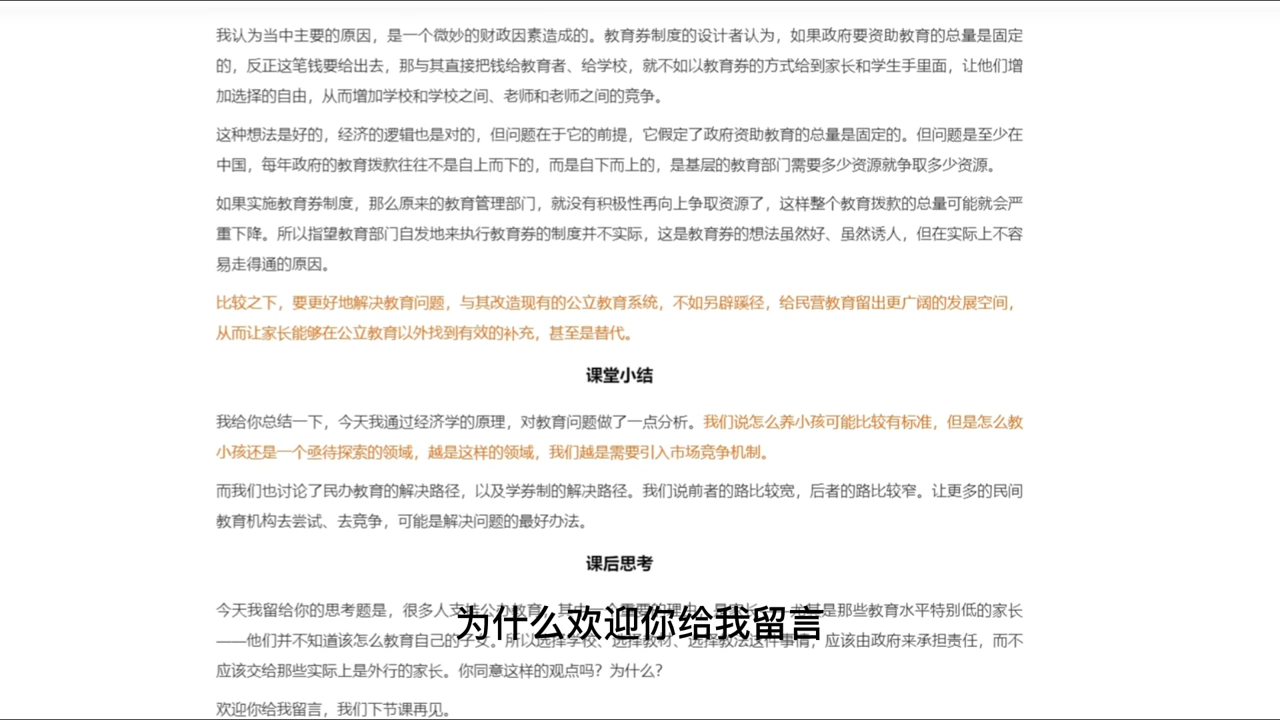 我认为当中主要的原因，是一个微妙的财政因素造成的。教育券制度的设计者认为，如果政府要资助教育的总量是固定
的，反正这笔钱要给出去，那与其直接把钱给教育者、给学校，就不如以教育券的方式给到家长和学生手里面，让他们增
加选择的自由，从而增加学校和学校之间、老师和老师之间的竞争。
这种想法是好的，经济的逻辑也是对的，但问题在于它的前提，它假定了政府资助教育的总量是固定的。但问题是至少在
中国，每年政府的教育拨款往往不是自上而下的，而是自下而上的，是基层的教育部门需要多少资源就争取多少资源。
如果实施教育券制度，那么原来的教育管理部门，就没有积极性再向上争取资源了，这样整个教育拨款的总量可能就会严
重下降。所以指望教育部门自发地来执行教育券的制度并不实际，这是教育券的想法虽然好、虽然诱人，但在实际上不容
易走得通的原因。
比较之下，要更好地解决教育问题，与其改造现有的公立教育系统，不如另辟蹊径，给民营教育留出更广阔的发展空间，
从而让家长能够在公立教育以外找到有效的补充，甚至是替代。
课堂小结
我给你总结一下，今天我通过经济学的原理，对教育问题做了一点分析。我们说怎么养小孩可能比较有标准，但是怎么教
小孩还是一个亟待探索的领域，越是这样的领域，我们越是需要引入市场竞争机制。
而我们也讨论了民办教育的解决路径，以及学券制的解决路径。我们说前者的路比较宽，后者的路比较窄。让更多的民间
教育机构去尝试、去竞争，可能是解决问题的最好办法。
课后思考
今天我留给你的思考题是，很多人支持公办教育，其中一个重要的理由，是家长——尤其是那些教育水平特别低的家长
——他们并不知道该怎么教育自己的子女。所以选择学校、选择教材、选择教法这件事情，应该由政府来承担责任，而不
应该交给那些实际上是外行的家长。你同意这样的观点吗？为什么？
欢迎你给我留言，我们下节课再见。
为什么欢迎你给我留言